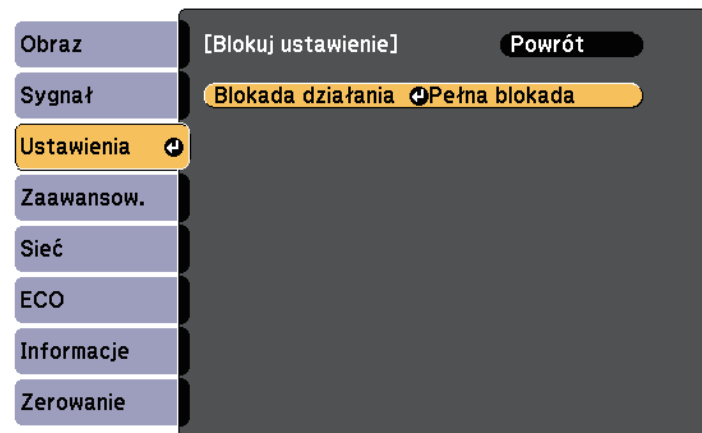 Obraz
Sygnał
Ustawienia
Zaawansow.
Sieć
ECO
Informacje
Zerowanie
[Blokuj ustawienie] Powrót
Blokada działania Pełna blokada